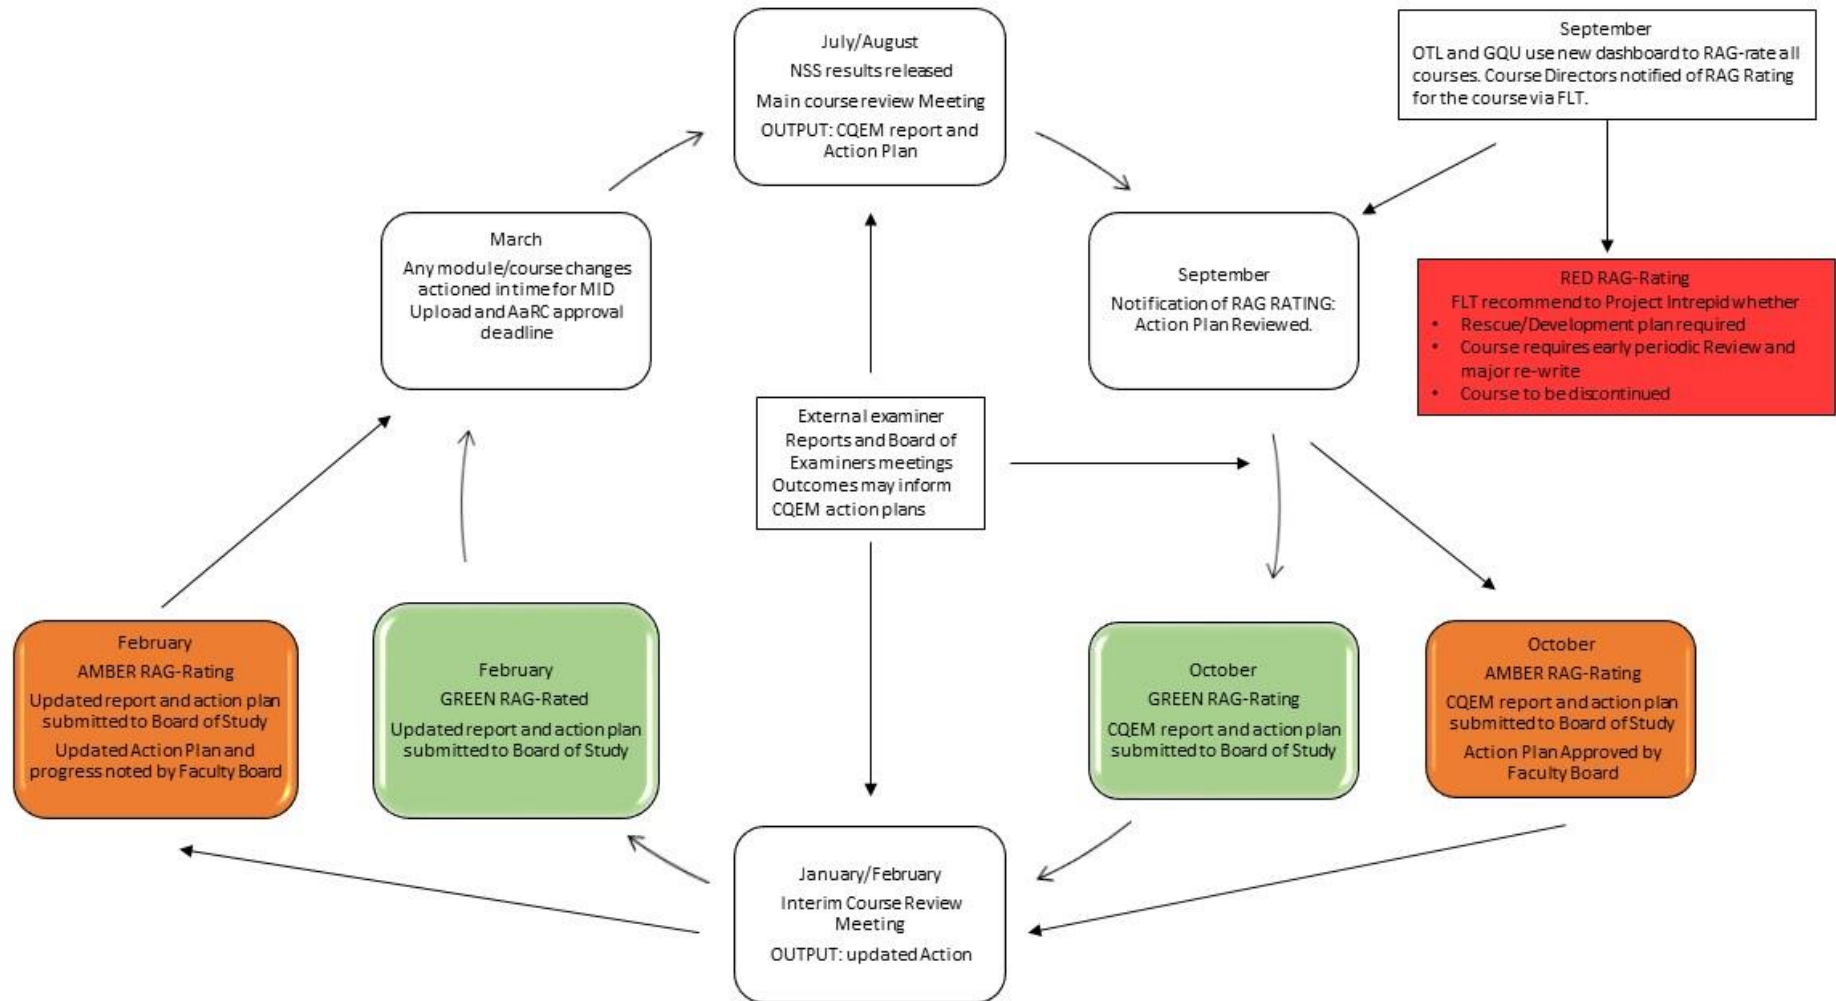 July/August
NSS results released
Main course review Meeting
OUTPUT: CQEM report and
Action Plan
September
OTL and GQU use new dashboard to RAG-rate all
courses. Course Directors notified of RAG Rating
for the course via FLT.
March
Any module/course changes
actioned in time for MID
Upload and AaRC approval
deadline
September
Notification of RAG RATING:
Action Plan Reviewed.
RED RAG-Rating
FLT recommend to Project Intrepid whether
• Rescue/Development plan required
• Course requires early periodic Review and
major re-write
• Course to be discontinued
External examiner
Reports and Board of
Examiners meetings
Outcomes may inform
CQEM action plans
February
AMBER RAG-Rating
Updated report and action plan
submitted to Board of Study
Updated Action Plan and
progress noted by Faculty Board
February
GREEN RAG-Rated
Updated report and action plan
submitted to Board of Study
October
GREEN RAG-Rating
CQEM report and action plan
submitted to Board of Study
October
AMBER RAG-Rating
CQEM report and action plan
submitted to Board of Study
Action Plan Approved by
Faculty Board
January/February
Interim Course Review
Meeting
OUTPUT: updated Action